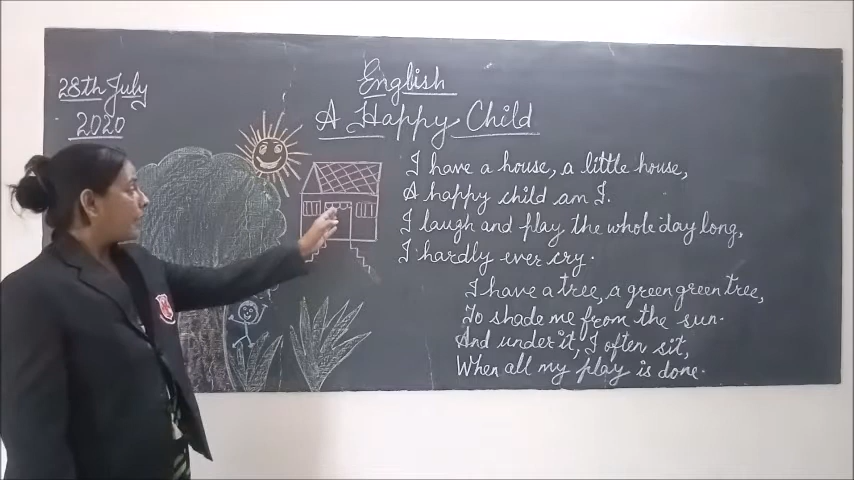 28th July
2020
English
A Happy Child
I have a house, a little house,
A happy child am I.
I laugh and play the whole day long,
I hardly ever cry.
I have a tree, a green green tree,
To shade me from the sun.
And under it, I often sit,
When all my play is done.